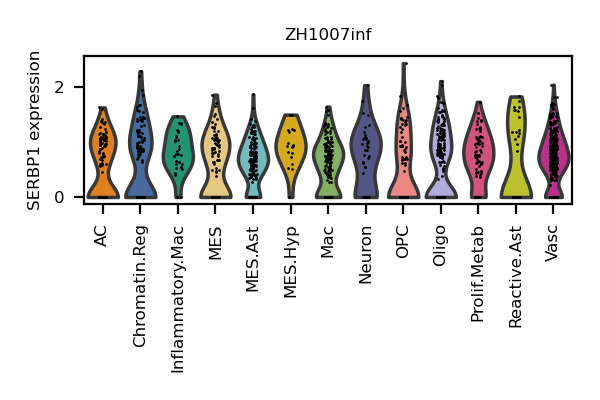 ZH1007inf
SERBP1 expression
2
0
AC
Chromatin.Reg
Inflammatory.Mac
MES
MES.Ast
MES.Hyp
Mac
Neuron
OPC
Oligo
Prolif.Metab
Reactive.Ast
Vasc